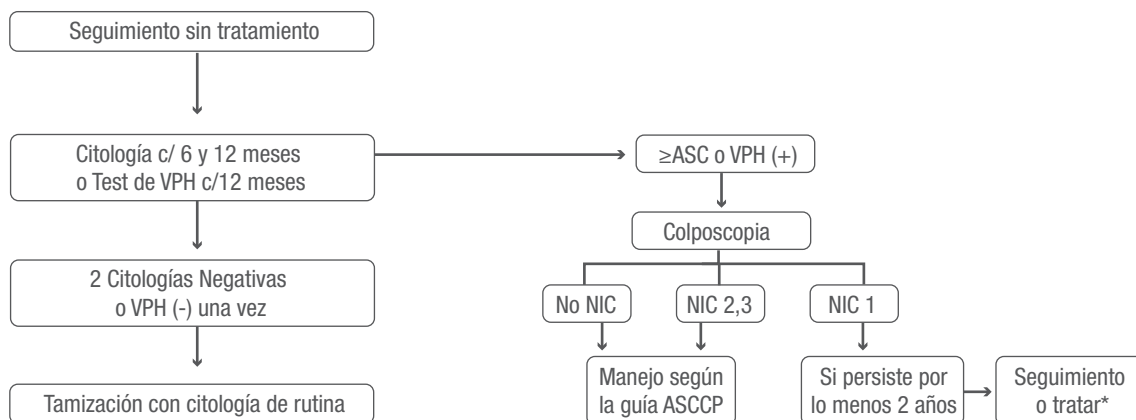 Seguimiento sin tratamiento
Citología c/ 6 y 12 meses
o Test de VPH c/12 meses
≥ASC o VPH (+)
Colposcopia
2 Citologías Negativas
o VPH (-) una vez
No NIC
NIC 2,3
NIC 1
Tamización con citología de rutina
Manejo según
la guía ASCCP
Si persiste por
lo menos 2 años
Seguimiento
o tratar*